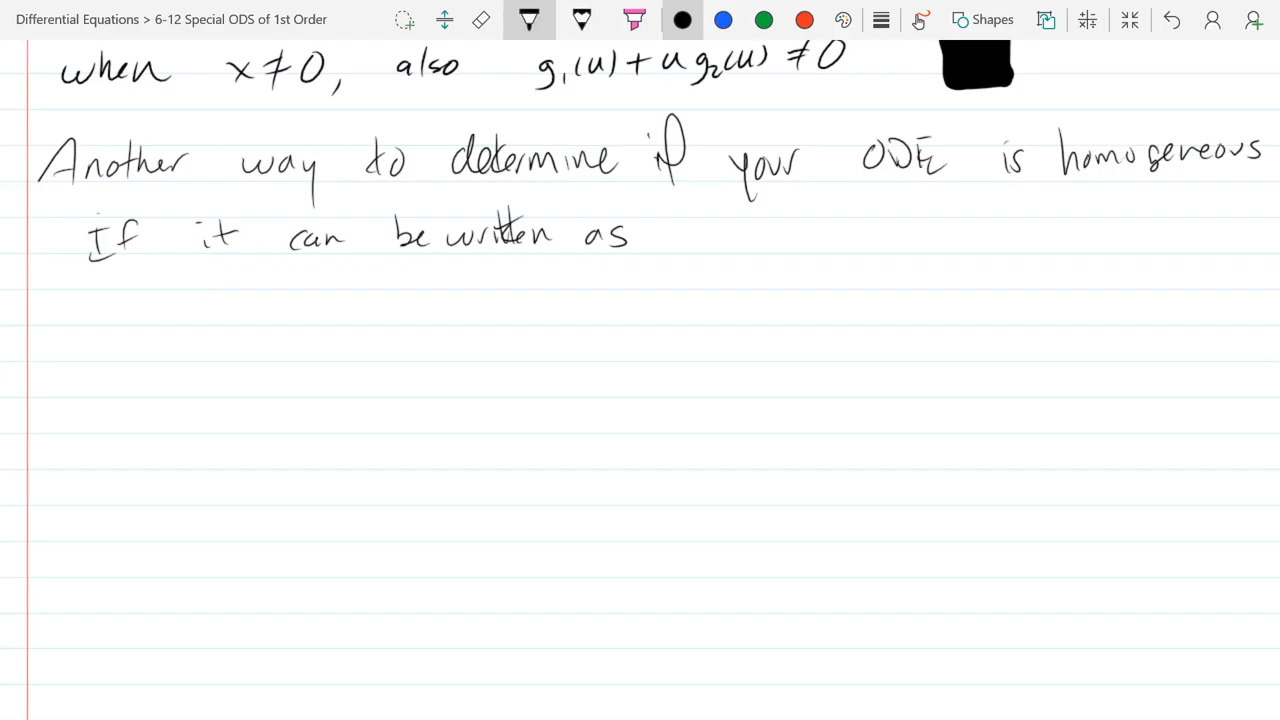 Differential Equations > 6-12 Special ODS of 1st Order
Shapes
when x ≠ 0, also g₁(u) + u g₂(u) ≠ 0
Another way to determine if your ODE is homogeneous
If it can be written as